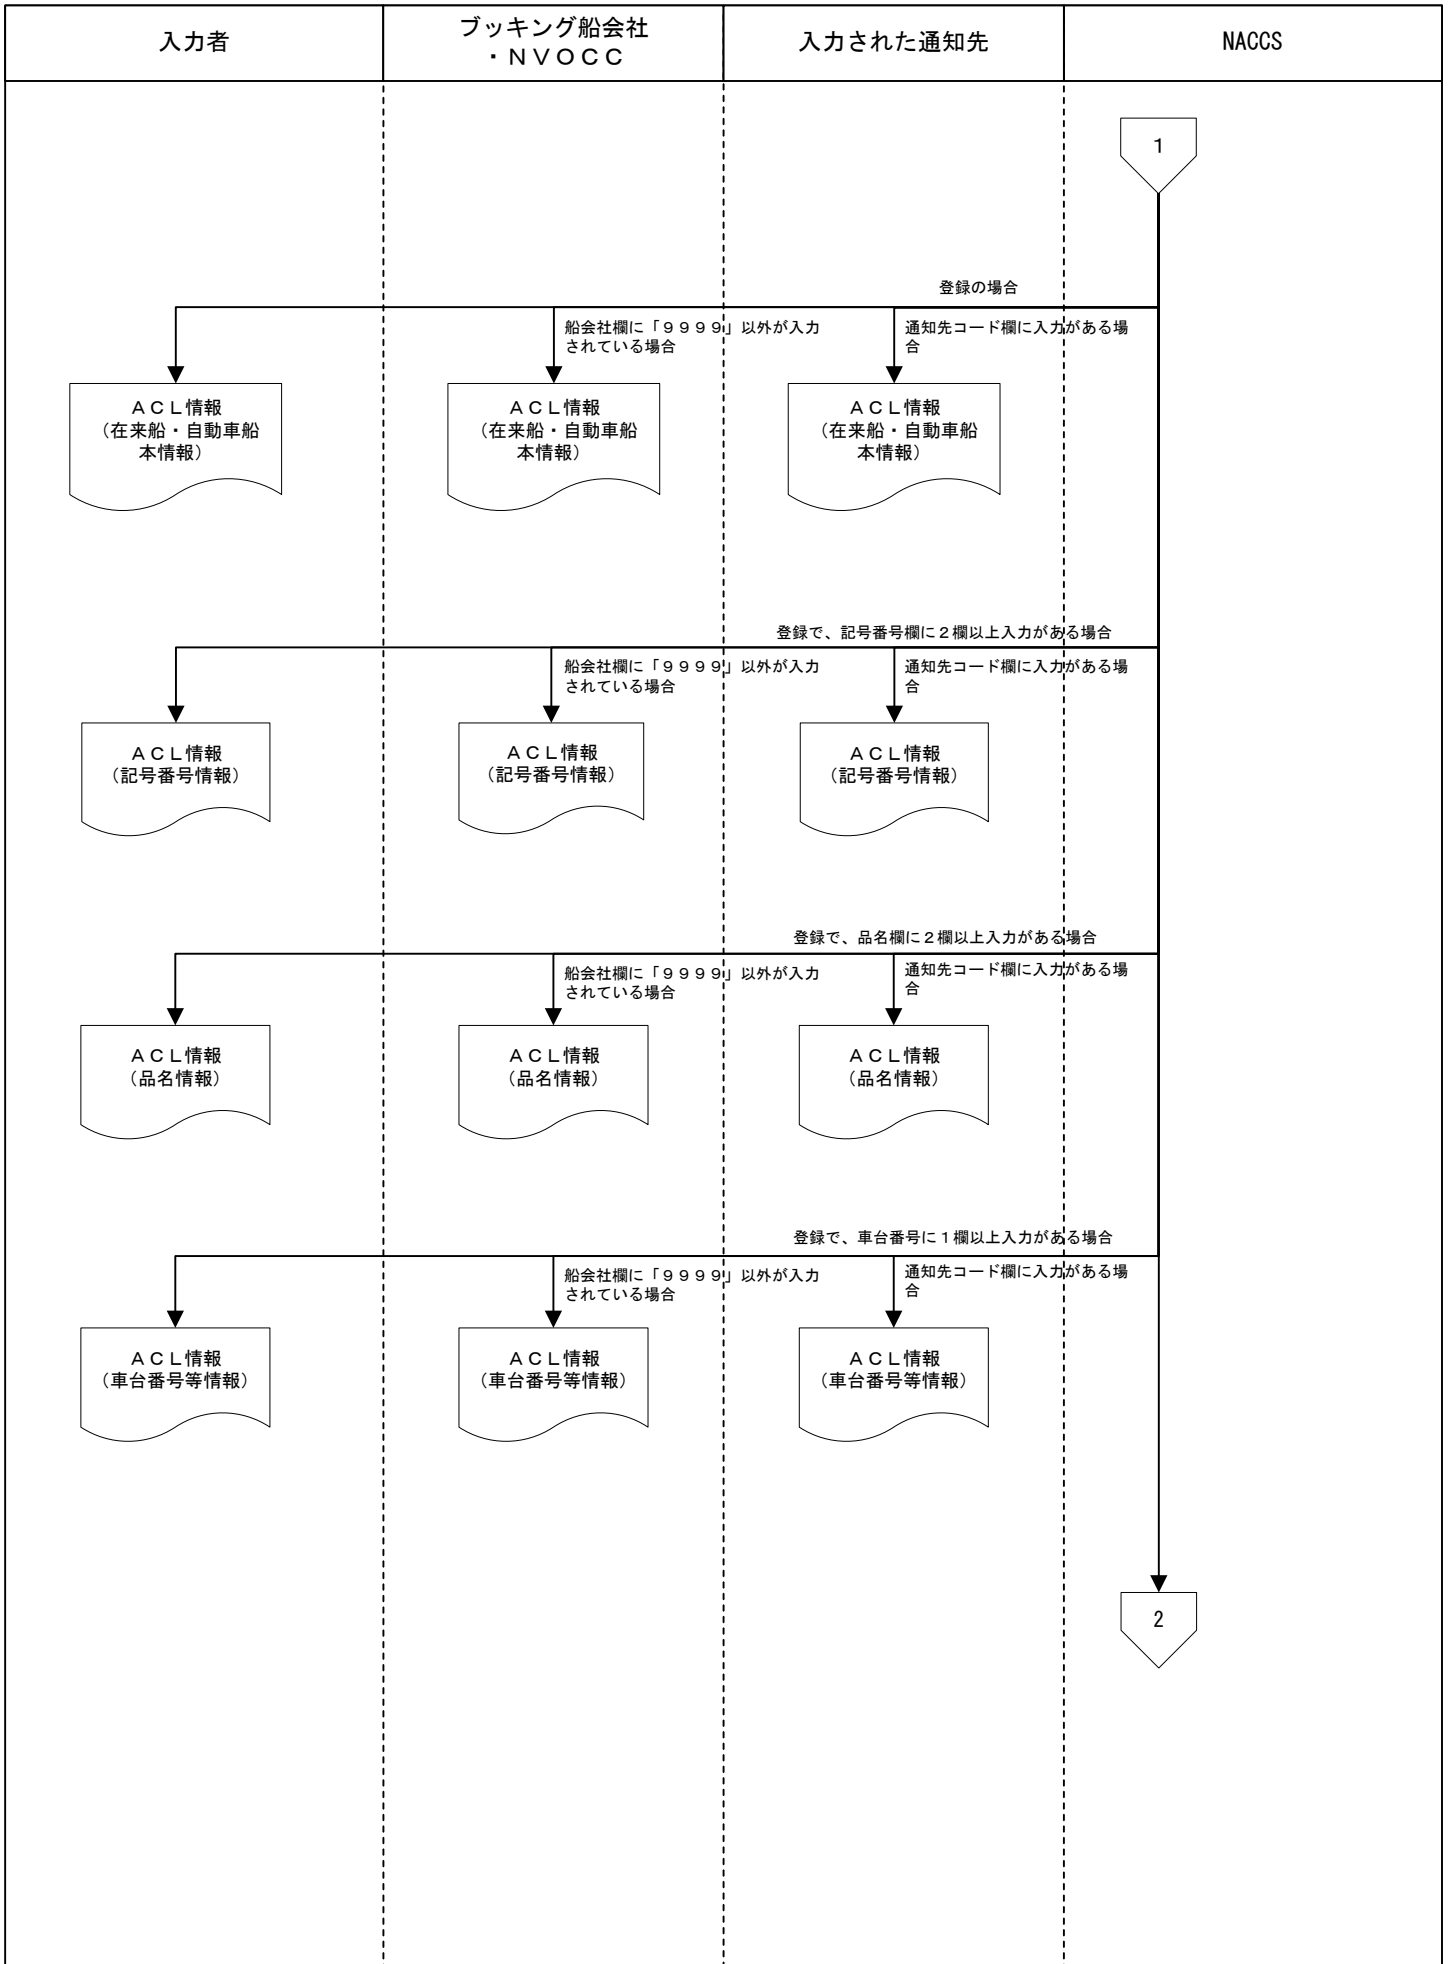 入力者
ブッキング船会社
・ＮＶＯＣＣ
入力された通知先
NACCS
1
登録の場合
船会社欄に「９９９９」以外が入力
されている場合
通知先コード欄に入力がある場
合
ＡＣＬ情報
（在来船・自動車船
本情報）
ＡＣＬ情報
（在来船・自動車船
本情報）
ＡＣＬ情報
（在来船・自動車船
本情報）
登録で、記号番号欄に２欄以上入力がある場合
船会社欄に「９９９９」以外が入力
されている場合
通知先コード欄に入力がある場
合
ＡＣＬ情報
（記号番号情報）
ＡＣＬ情報
（記号番号情報）
ＡＣＬ情報
（記号番号情報）
登録で、品名欄に２欄以上入力がある場合
船会社欄に「９９９９」以外が入力
されている場合
通知先コード欄に入力がある場
合
ＡＣＬ情報
（品名情報）
ＡＣＬ情報
（品名情報）
ＡＣＬ情報
（品名情報）
登録で、車台番号に１欄以上入力がある場合
船会社欄に「９９９９」以外が入力
されている場合
通知先コード欄に入力がある場
合
ＡＣＬ情報
（車台番号等情報）
ＡＣＬ情報
（車台番号等情報）
ＡＣＬ情報
（車台番号等情報）
2